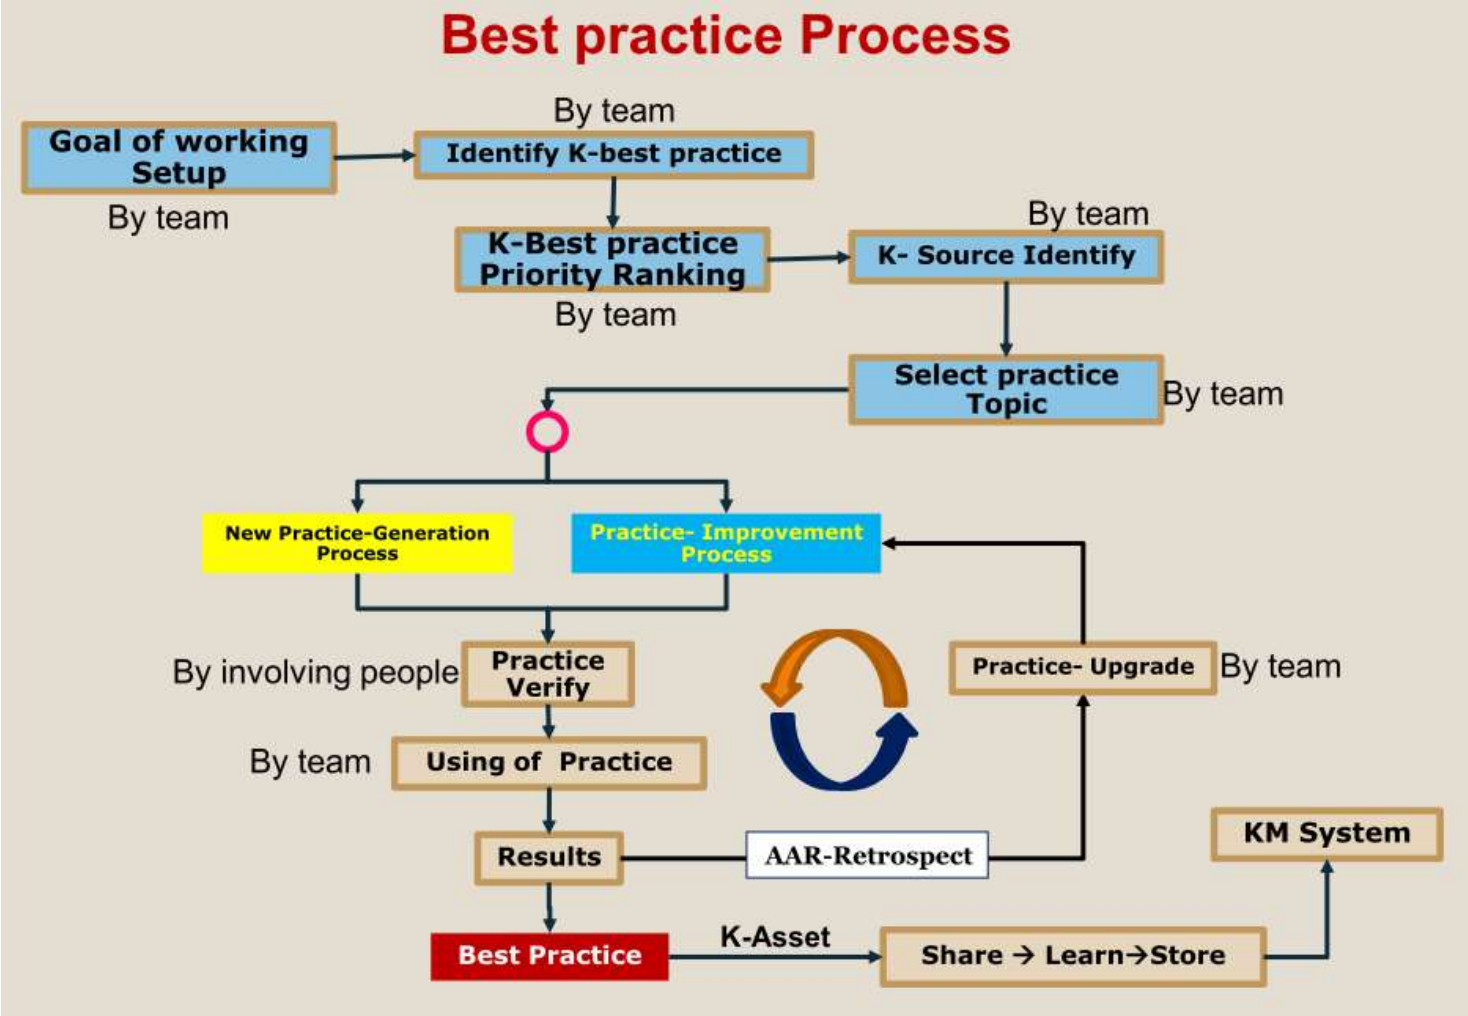 Best practice Process
By team
Goal of working
Setup
Identify K-best practice
By team
By team
K-Best practice
Priority Ranking
K- Source Identify
By team
Select practice
Topic
By team
New Practice-Generation
Process
Practice- Improvement
Process
By involving people
Practice
Verify
Practice- Upgrade
By team
By team
Using of Practice
KM System
Results
AAR-Retrospect
K-Asset
Best Practice
Share → Learn→Store